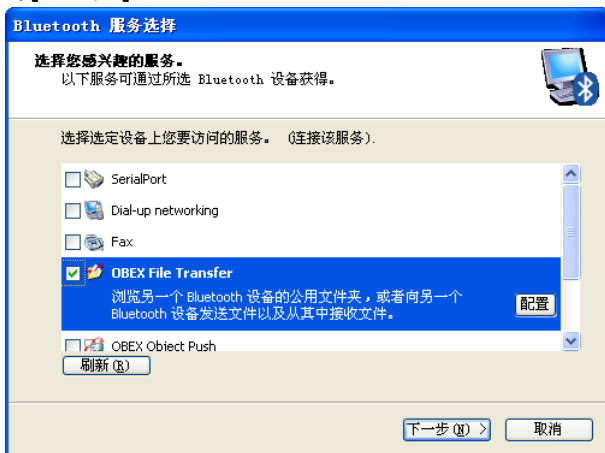 Bluetooth 服务选择
选择您感兴趣的服务。
以下服务可通过所选 Bluetooth 设备获得。
选择选定设备上您要访问的服务。 (连接该服务).
SerialPort
Dial-up networking
Fax
OBEX File Transfer
浏览另一个 Bluetooth 设备的公用文件夹，或者向另一个
Bluetooth 设备发送文件以及从其中接收文件。
配置
OBEX Object Push
刷新(R)
下一步(N) >
取消